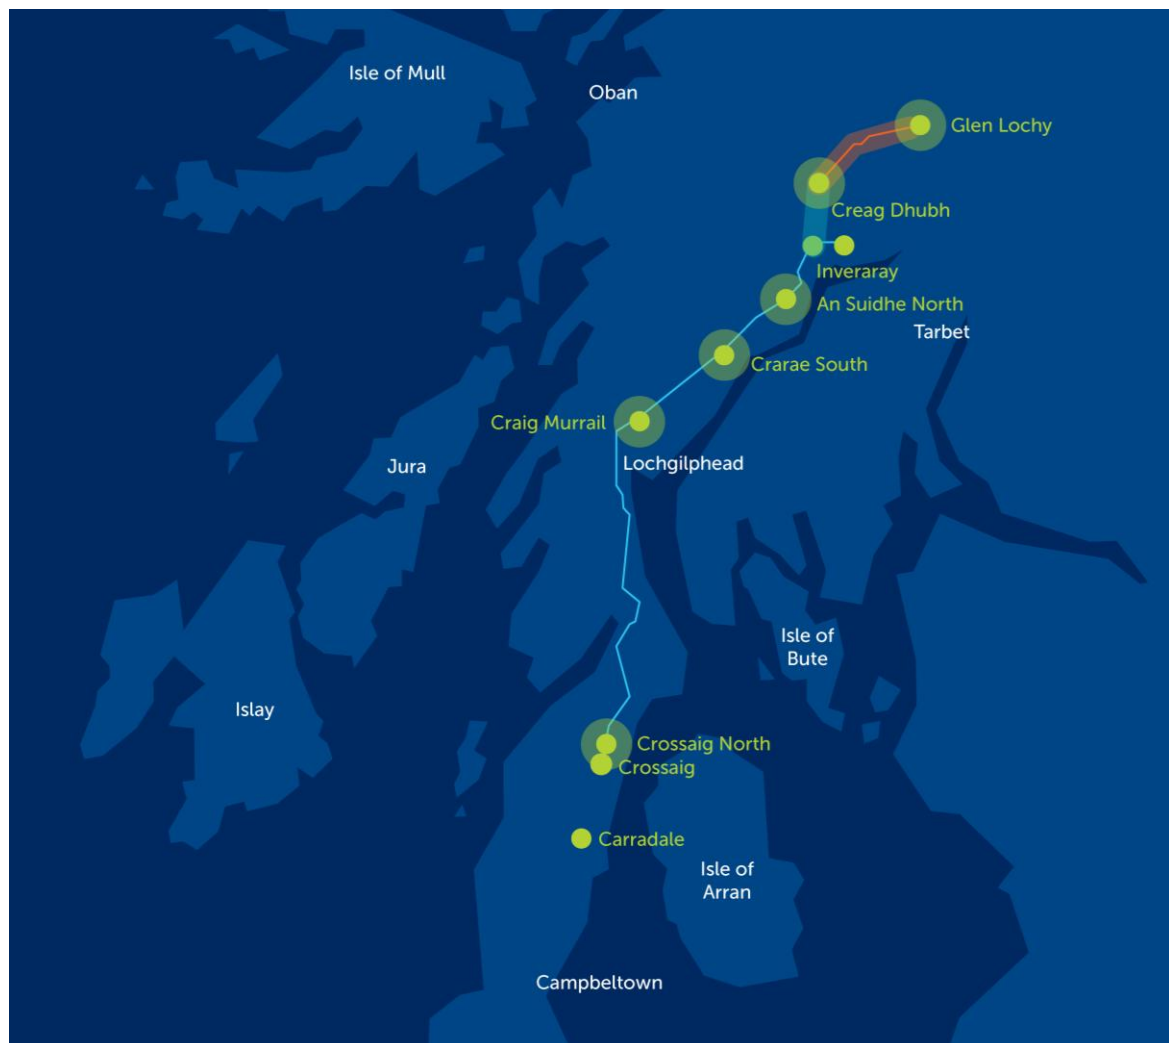 Isle of Mull
Oban
Glen Lochy
Creag Dhubh
Inveraray
An Suidhe North
Tarbet
Crarae South
Craig Murrail
Lochgilphead
Jura
Isle of
Bute
Islay
Crossaig North
Crossaig
Carradale
Isle of
Arran
Campbeltown